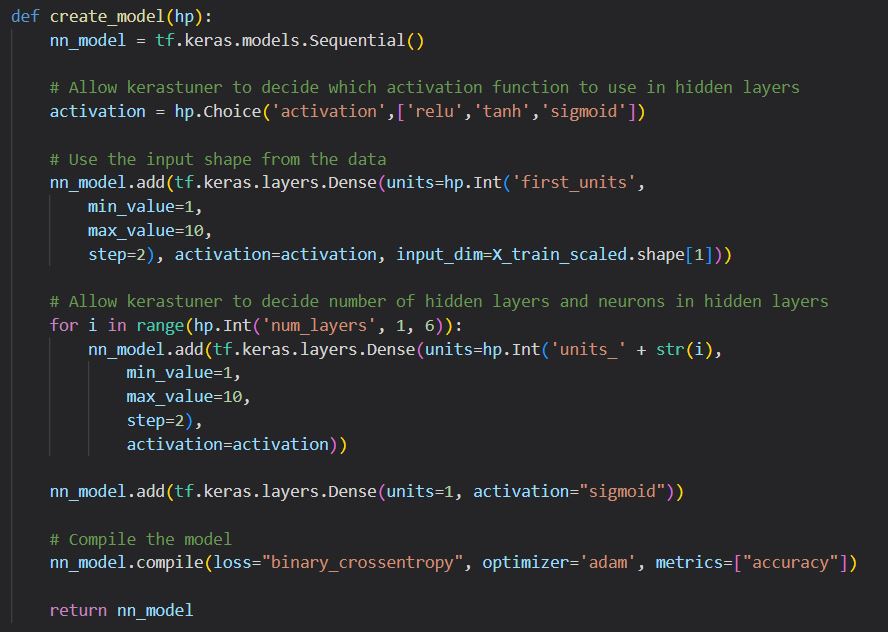 def create_model(hp):
    nn_model = tf.keras.models.Sequential()

    # Allow kerastuner to decide which activation function to use in hidden layers
    activation = hp.Choice('activation',['relu','tanh','sigmoid'])

    # Use the input shape from the data
    nn_model.add(tf.keras.layers.Dense(units=hp.Int('first_units',
        min_value=1,
        max_value=10,
        step=2), activation=activation, input_dim=X_train_scaled.shape[1]))

    # Allow kerastuner to decide number of hidden layers and neurons in hidden layers
    for i in range(hp.Int('num_layers', 1, 6)):
        nn_model.add(tf.keras.layers.Dense(units=hp.Int('units_' + str(i),
            min_value=1,
            max_value=10,
            step=2),
            activation=activation))

    nn_model.add(tf.keras.layers.Dense(units=1, activation="sigmoid"))

    # Compile the model
    nn_model.compile(loss="binary_crossentropy", optimizer='adam', metrics=["accuracy"])

    return nn_model